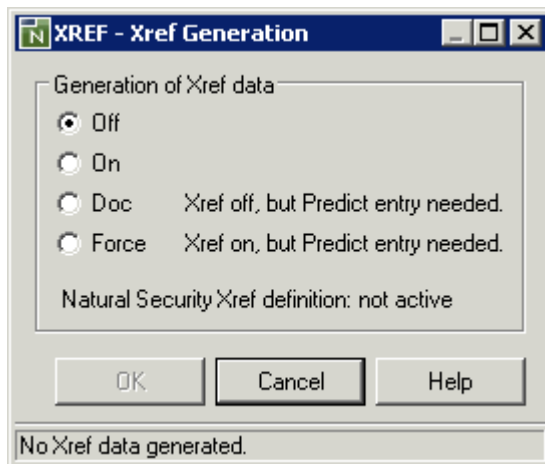 XREF - Xref Generation
Generation of Xref data
Off
On
Doc Xref off, but Predict entry needed.
Force Xref on, but Predict entry needed.
Natural Security Xref definition: not active
OK Cancel Help
No Xref data generated.